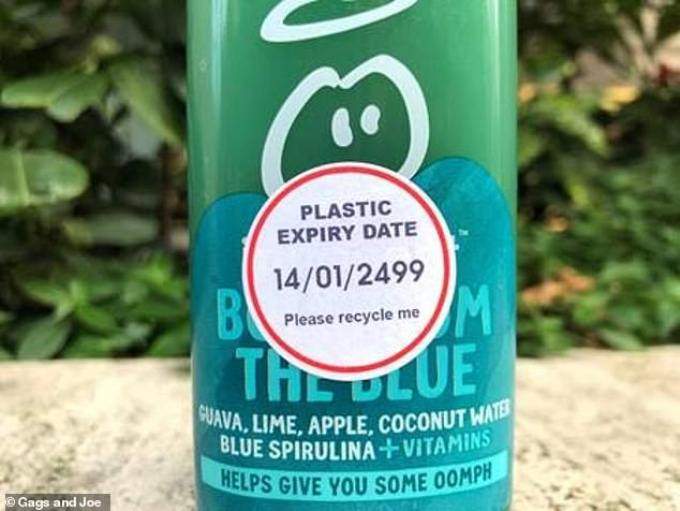 PLASTIC
EXPIRY DATE
14/01/2499
Please recycle me
THE BLUE
GUAVA, LIME, APPLE, COCONUT WATER
BLUE SPIRULINA + VITAMINS
HELPS GIVE YOU SOME OOMPH
© Gags and Joe